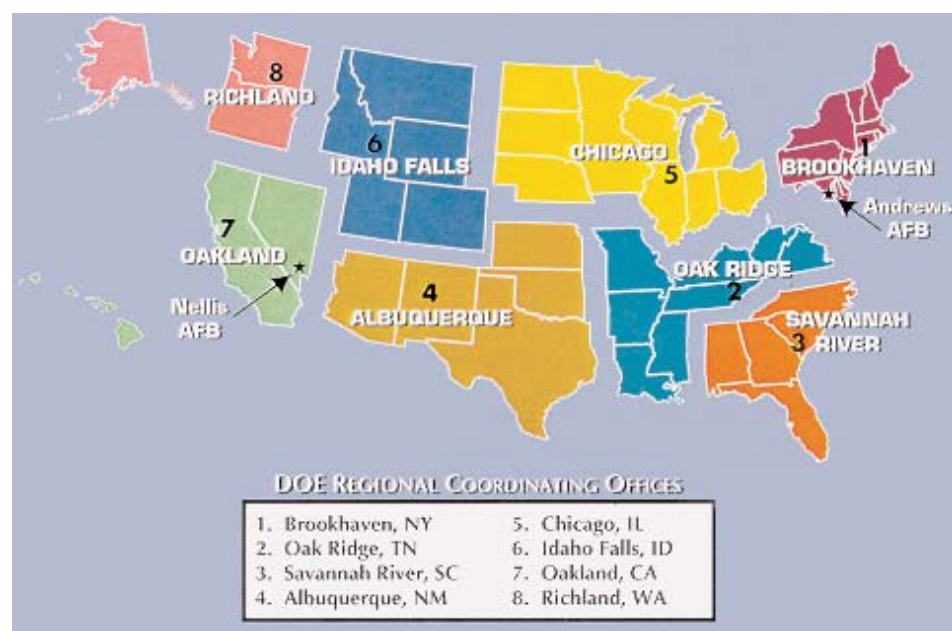 8
RICHLAND
6
IDAHO FALLS
CHICAGO
5
1
BROOKHAVEN
Andrews
AFB
7
OAKLAND
Nellis
AFB
4
ALBUQUERQUE
OAK RIDGE
2
SAVANNAH
3 RIVER
DOE REGIONAL COORDINATING OFFICES
1. Brookhaven, NY
2. Oak Ridge, TN
3. Savannah River, SC
4. Albuquerque, NM
5. Chicago, IL
6. Idaho Falls, ID
7. Oakland, CA
8. Richland, WA